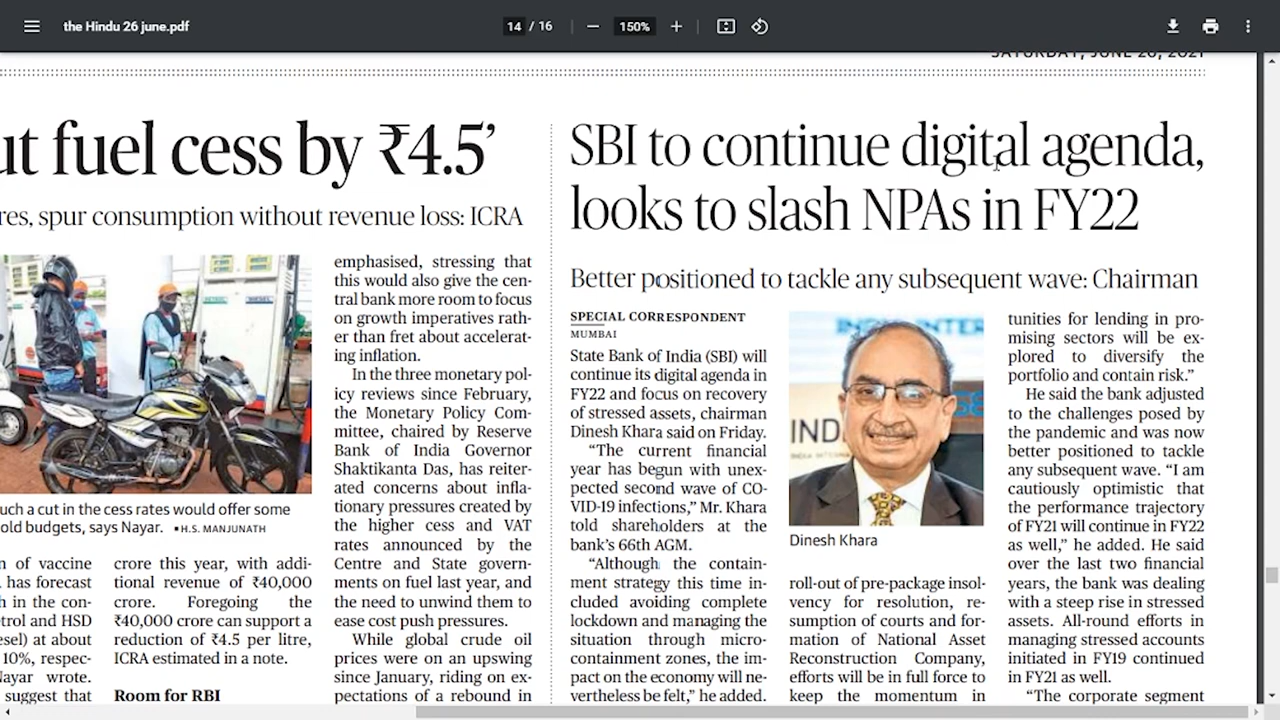 the Hindu 26 june.pdf
14 / 16
150%
SATURDAY, JUNE 26, 2021
ut fuel cess by ₹4.5’
res, spur consumption without revenue loss: ICRA
uch a cut in the cess rates would offer some
old budgets, says Nayar. ▪H.S. MANJUNATH
n of vaccine
has forecast
h in the con-
trol and HSD
esel) at about
10%, respec-
Nayar wrote.
suggest that
crore this year, with addi-
tional revenue of ₹40,000
crore. Foregoing the
₹40,000 crore can support a
reduction of ₹4.5 per litre,
ICRA estimated in a note.
Room for RBI
emphasised, stressing that
this would also give the cen-
tral bank more room to focus
on growth imperatives rath-
er than fret about accelerat-
ing inflation.
In the three monetary pol-
icy reviews since February,
the Monetary Policy Com-
mittee, chaired by Reserve
Bank of India Governor
Shaktikanta Das, has reiter-
ated concerns about infla-
tionary pressures created by
the higher cess and VAT
rates announced by the
Centre and State govern-
ments on fuel last year, and
the need to unwind them to
ease cost push pressures.
While global crude oil
prices were on an upswing
since January, riding on ex-
pectations of a rebound in
SBI to continue digital agenda,
looks to slash NPAs in FY22
Better positioned to tackle any subsequent wave: Chairman
SPECIAL CORRESPONDENT
MUMBAI
State Bank of India (SBI) will
continue its digital agenda in
FY22 and focus on recovery
of stressed assets, chairman
Dinesh Khara said on Friday.
“The current financial
year has begun with unex-
pected second wave of CO-
VID-19 infections,” Mr. Khara
told shareholders at the
bank’s 66th AGM.
“Although the contain-
ment strategy this time in-
cluded avoiding complete
lockdown and managing the
situation through micro-
containment zones, the im-
pact on the economy will ne-
vertheless be felt,” he added.
IND
Dinesh Khara
roll-out of pre-package insol-
vency for resolution, re-
sumption of courts and for-
mation of National Asset
Reconstruction Company,
efforts will be in full force to
keep the momentum in
tunities for lending in pro-
mising sectors will be ex-
plored to diversify the
portfolio and contain risk.”
He said the bank adjusted
to the challenges posed by
the pandemic and was now
better positioned to tackle
any subsequent wave. “I am
cautiously optimistic that
the performance trajectory
of FY21 will continue in FY22
as well,” he added. He said
over the last two financial
years, the bank was dealing
with a steep rise in stressed
assets. All-round efforts in
managing stressed accounts
initiated in FY19 continued
in FY21 as well.
“The corporate segment